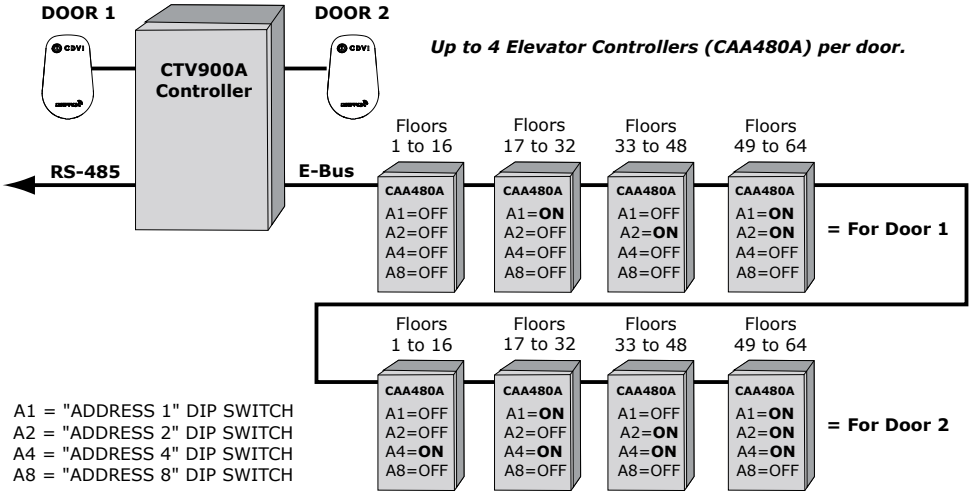 DOOR 1
DOOR 2
CDVI
CDVI
Up to 4 Elevator Controllers (CAA480A) per door.
CTV900A
Controller
RS-485
E-Bus
Floors
1 to 16
Floors
17 to 32
Floors
33 to 48
Floors
49 to 64
CAA480A
A1=OFF
A2=OFF
A4=OFF
A8=OFF
CAA480A
A1=ON
A2=OFF
A4=OFF
A8=OFF
CAA480A
A1=OFF
A2=ON
A4=OFF
A8=OFF
CAA480A
A1=ON
A2=ON
A4=OFF
A8=OFF
= For Door 1
Floors
1 to 16
Floors
17 to 32
Floors
33 to 48
Floors
49 to 64
CAA480A
A1=OFF
A2=OFF
A4=ON
A8=OFF
CAA480A
A1=ON
A2=OFF
A4=ON
A8=OFF
CAA480A
A1=OFF
A2=ON
A4=ON
A8=OFF
CAA480A
A1=ON
A2=ON
A4=ON
A8=OFF
= For Door 2
A1 = "ADDRESS 1" DIP SWITCH
A2 = "ADDRESS 2" DIP SWITCH
A4 = "ADDRESS 4" DIP SWITCH
A8 = "ADDRESS 8" DIP SWITCH